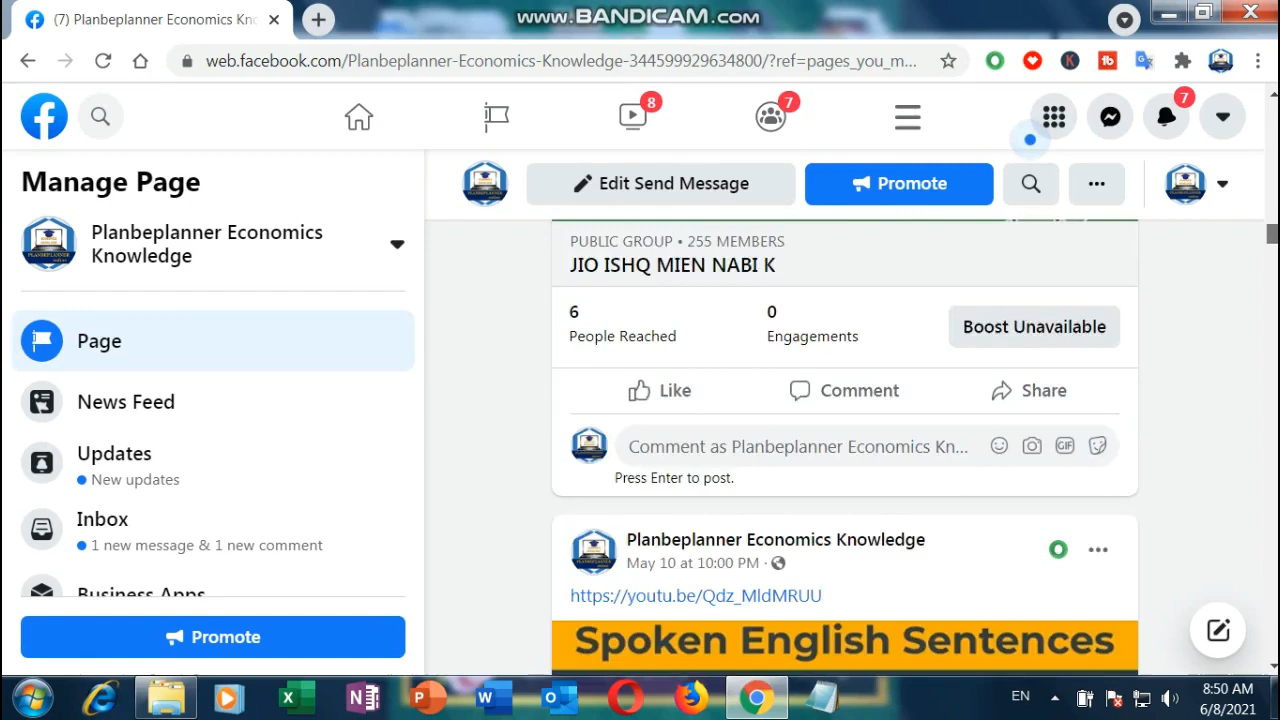 www.BANDICAM.com
(7) Planbeplanner Economics Kno
web.facebook.com/Planbeplanner-Economics-Knowledge-344599929634800/?ref=pages_you_m...
8
7
7
Manage Page
Edit Send Message
Promote
Planbeplanner Economics
Knowledge
PUBLIC GROUP • 255 MEMBERS
JIO ISHQ MIEN NABI K
6
People Reached
0
Engagements
Boost Unavailable
Page
Like
Comment
Share
News Feed
Comment as Planbeplanner Economics Kn...
GIF
Press Enter to post.
Updates
New updates
Inbox
1 new message & 1 new comment
Planbeplanner Economics Knowledge
May 10 at 10:00 PM ·
https://youtu.be/Qdz_MldMRUU
Business Apps
Promote
Spoken English Sentences
EN
8:50 AM
6/8/2021